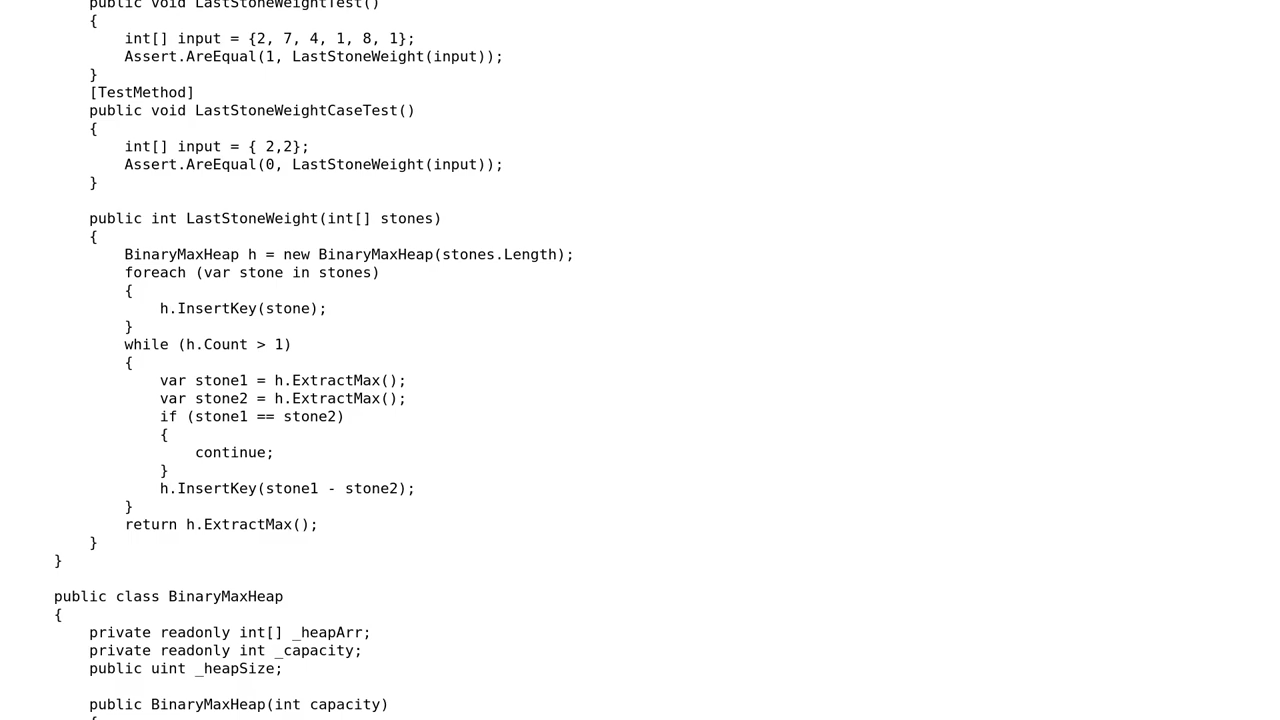 public void LastStoneWeightTest()
{
int[] input = {2, 7, 4, 1, 8, 1};
Assert.AreEqual(1, LastStoneWeight(input));
}
[TestMethod]
public void LastStoneWeightCaseTest()
{
int[] input = { 2,2};
Assert.AreEqual(0, LastStoneWeight(input));
}
public int LastStoneWeight(int[] stones)
{
BinaryMaxHeap h = new BinaryMaxHeap(stones.Length);
foreach (var stone in stones)
{
h.InsertKey(stone);
}
while (h.Count > 1)
{
var stone1 = h.ExtractMax();
var stone2 = h.ExtractMax();
if (stone1 == stone2)
{
continue;
}
h.InsertKey(stone1 - stone2);
}
return h.ExtractMax();
}
}
public class BinaryMaxHeap
{
private readonly int[] _heapArr;
private readonly int _capacity;
public uint _heapSize;
public BinaryMaxHeap(int capacity)
{